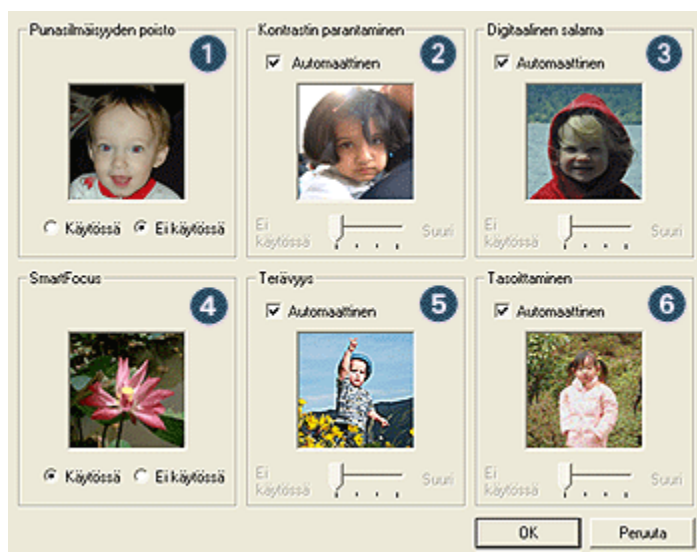 Punasilmäisyyden poisto
1
Käytössä Ei käytössä
Kontrastin parantaminen
2
Automaattinen
Ei käytössä Suuri
Digitaalinen salama
3
Automaattinen
Ei käytössä Suuri
SmartFocus
4
Käytössä Ei käytössä
Terävyys
5
Automaattinen
Ei käytössä Suuri
Tasoittaminen
6
Automaattinen
Ei käytössä Suuri
OK Peruuta